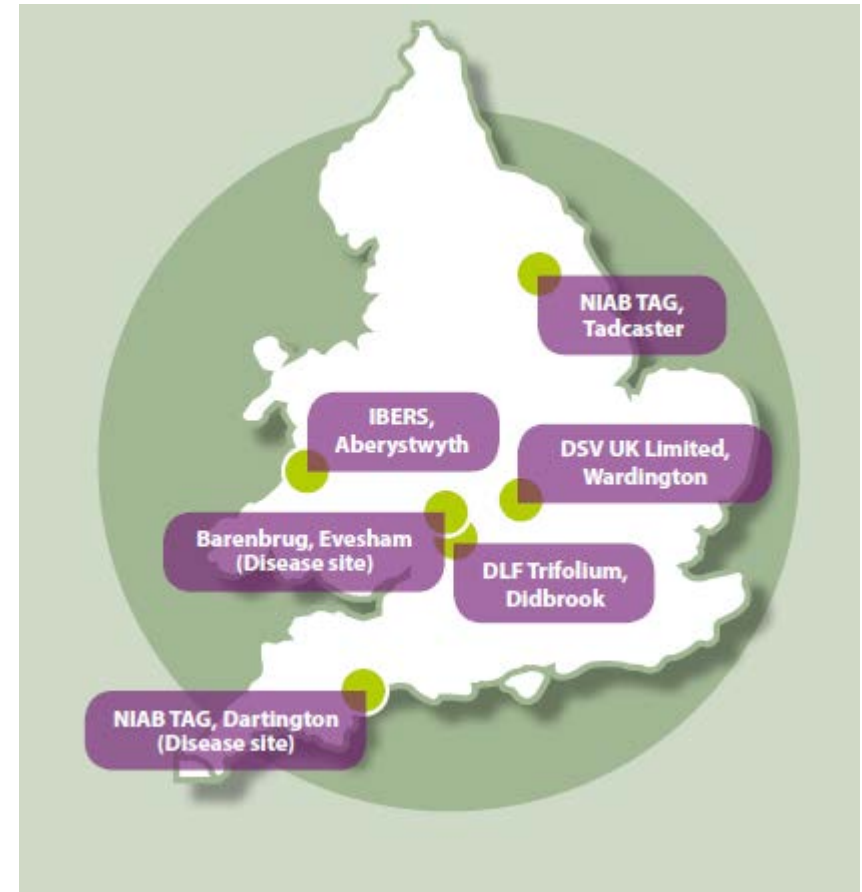 NIAB TAG,
Tadcaster
IBERS,
Aberystwyth
DSV UK Limited,
Wardington
Barenbrug, Evesham
(Disease site)
DLF Trifolium,
Didbrook
NIAB TAG, Dartington
(Disease site)